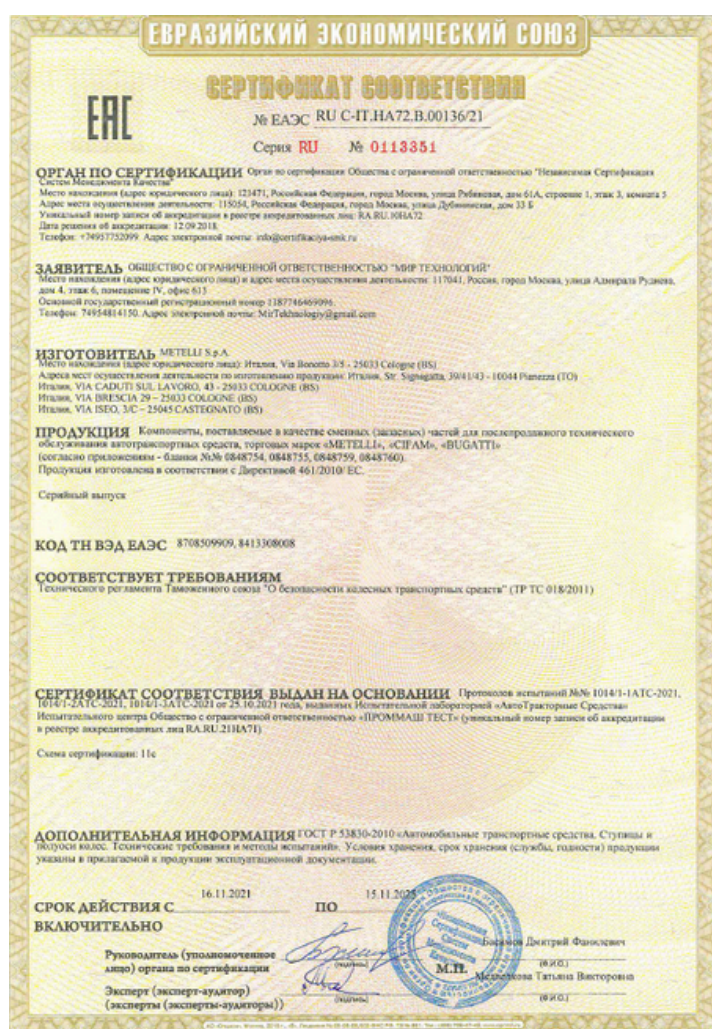 ЕВРАЗИЙСКИЙ ЭКОНОМИЧЕСКИЙ СОЮЗ
СЕРТИФИКАТ СООТВЕТСТВИЯ
ЕАС
№ ЕАЭС RU C-IT.НА72.В.00136/21
Серия RU № 0113351
ОРГАН ПО СЕРТИФИКАЦИИ Орган по сертификации Общества с ограниченной ответственностью "Независимая Сертификация
Систем Менеджмента Качества"
Место нахождения (адрес юридического лица): 121471, Российская Федерация, город Москва, улица Рябиновая, дом 61А, строение 1, этаж 3, комната 5
Адрес места осуществления деятельности: 115054, Российская Федерация, город Москва, улица Дубининская, дом 33 Б
Уникальный номер записи об аккредитации в реестре аккредитованных лиц: RA.RU.10НА72
Дата решения об аккредитации: 12.09.2018
Телефон: +74957752099. Адрес электронной почты: info@certifikaciya-smk.ru
ЗАЯВИТЕЛЬ ОБЩЕСТВО С ОГРАНИЧЕННОЙ ОТВЕТСТВЕННОСТЬЮ "МИР ТЕХНОЛОГИЙ"
Место нахождения (адрес юридического лица) и адрес места осуществления деятельности: 117041, Россия, город Москва, улица Адмирала Руднева,
дом 4, этаж 6, помещение IV, офис 615
Основной государственный регистрационный номер 1187746469096.
Телефон: 74954814150. Адрес электронной почты: MirTekhnologiy@gmail.com
ИЗГОТОВИТЕЛЬ METELLI S.p.A.
Место нахождения (адрес юридического лица): Италия, Via Bonotto 3/5 - 25033 Cologne (BS)
Адреса мест осуществления деятельности по изготовлению продукции: Италия, Str. Signagatta, 39/41/43 - 10044 Pianezza (TO)
Италия, VIA CADUTI SUL LAVORO, 43 - 25033 COLOGNE (BS)
Италия, VIA BRESCIA 29 – 25033 COLOGNE (BS)
Италия, VIA ISEO, 3/C – 25045 CASTEGNATO (BS)
ПРОДУКЦИЯ Компоненты, поставляемые в качестве сменных (запасных) частей для послепродажного технического
обслуживания автотранспортных средств, торговых марок «METELLI», «CIFAM», «BUGATTI»
(согласно приложениям - бланки №№ 0848754, 0848755, 0848759, 0848760).
Продукция изготовлена в соответствии с Директивой 461/2010/ ЕС.
Серийный выпуск
КОД ТН ВЭД ЕАЭС 8708509909, 8413308008
СООТВЕТСТВУЕТ ТРЕБОВАНИЯМ
Технического регламента Таможенного союза "О безопасности колесных транспортных средств" (ТР ТС 018/2011)
СЕРТИФИКАТ СООТВЕТСТВИЯ ВЫДАН НА ОСНОВАНИИ Протоколов испытаний №№ 1014/1-1АТС-2021,
1014/1-2АТС-2021, 1014/1-3АТС-2021 от 25.10.2021 года, выданных Испытательной лабораторией «АвтоТракторные Средства»
Испытательного центра Общество с ограниченной ответственностью «ПРОММАШ ТЕСТ» (уникальный номер записи об аккредитации
в реестре аккредитованных лиц RA.RU.21НА71)
Схема сертификации: 11с
ДОПОЛНИТЕЛЬНАЯ ИНФОРМАЦИЯ ГОСТ Р 53830-2010 «Автомобильные транспортные средства. Ступицы и
полуоси колес. Технические требования и методы испытаний». Условия хранения, срок хранения (службы, годности) продукции
указаны в прилагаемой к продукции эксплуатационной документации.
СРОК ДЕЙСТВИЯ С 16.11.2021 ПО 15.11.2025
ВКЛЮЧИТЕЛЬНО
Руководитель (уполномоченное
лицо) органа по сертификации
(подпись)
М.П.
Дмитрий Фанилевич
(Ф.И.О.)
Эксперт (эксперт-аудитор)
(эксперты (эксперты-аудиторы))
(подпись)
Татьяна Викторовна
(Ф.И.О.)